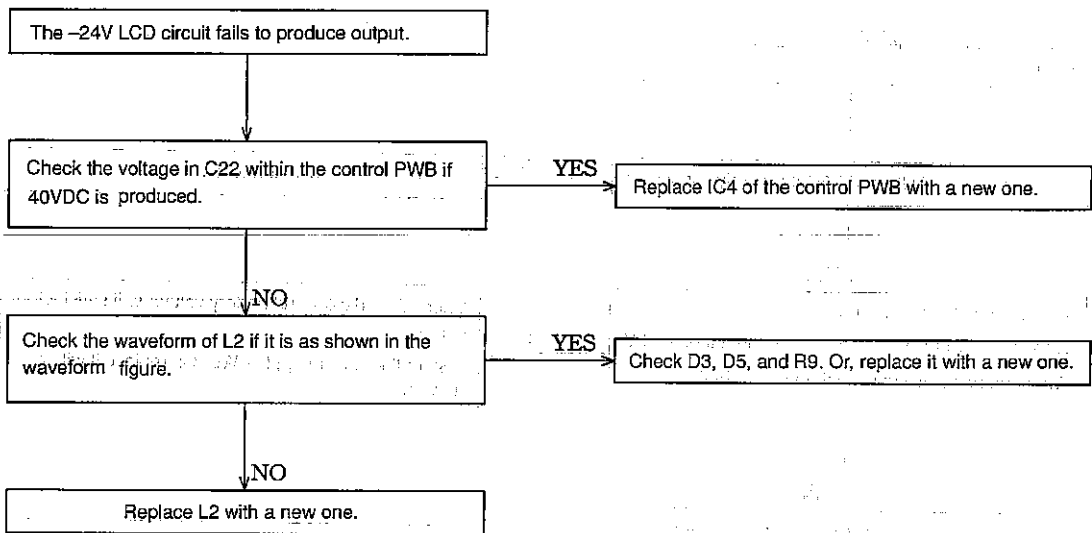 The –24V LCD circuit fails to produce output.
Check the voltage in C22 within the control PWB if
40VDC is produced.
YES
Replace IC4 of the control PWB with a new one.
NO
Check the waveform of L2 if it is as shown in the
waveform figure.
YES
Check D3, D5, and R9. Or, replace it with a new one.
NO
Replace L2 with a new one.